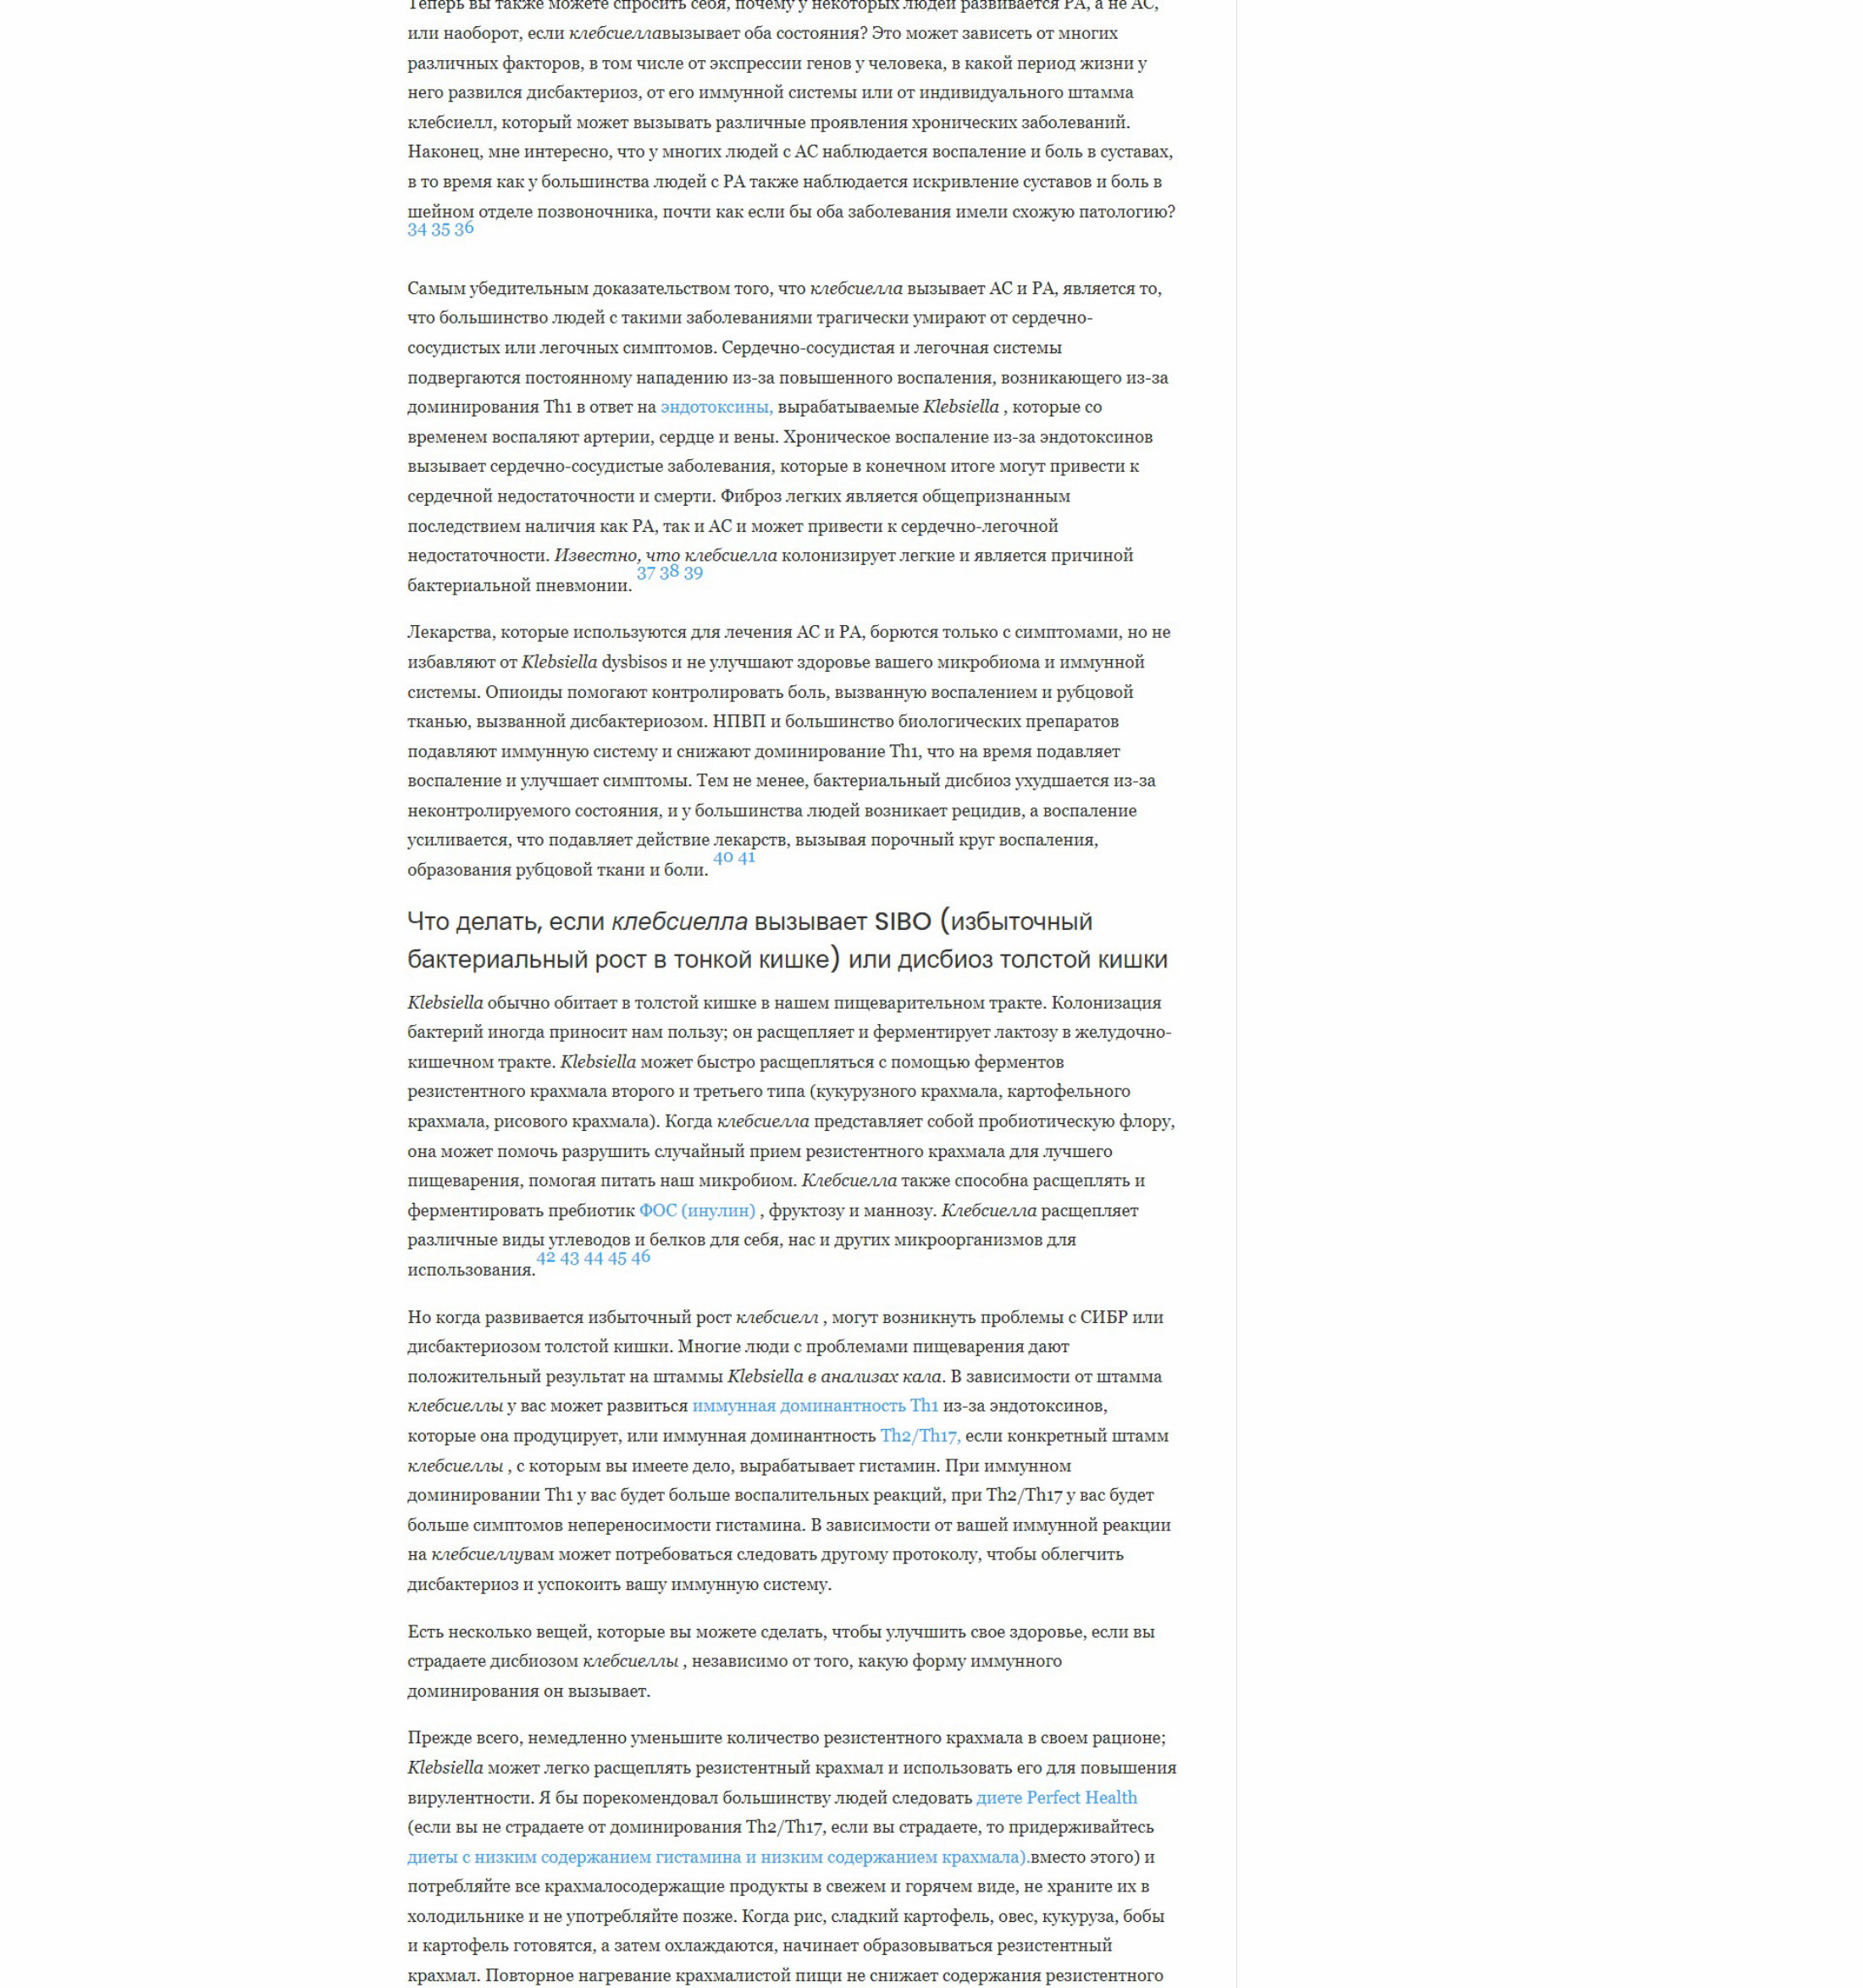 Теперь вы также можете спросить себя, почему у некоторых людей развивается РА, а не АС,
или наоборот, если клебсиеллавызывает оба состояния? Это может зависеть от многих
различных факторов, в том числе от экспрессии генов у человека, в какой период жизни у
него развился дисбактериоз, от его иммунной системы или от индивидуального штамма
клебсиелл, который может вызывать различные проявления хронических заболеваний.
Наконец, мне интересно, что у многих людей с АС наблюдается воспаление и боль в суставах,
в то время как у большинства людей с РА также наблюдается искривление суставов и боль в
шейном отделе позвоночника, почти как если бы оба заболевания имели схожую патологию?
34 35 36
Самым убедительным доказательством того, что клебсиелла вызывает АС и РА, является то,
что большинство людей с такими заболеваниями трагически умирают от сердечно-
сосудистых или легочных симптомов. Сердечно-сосудистая и легочная системы
подвергаются постоянному нападению из-за повышенного воспаления, возникающего из-за
доминирования Th1 в ответ на эндотоксины, вырабатываемые Klebsiella , которые со
временем воспаляют артерии, сердце и вены. Хроническое воспаление из-за эндотоксинов
вызывает сердечно-сосудистые заболевания, которые в конечном итоге могут привести к
сердечной недостаточности и смерти. Фиброз легких является общепризнанным
последствием наличия как РА, так и АС и может привести к сердечно-легочной
недостаточности. Известно, что клебсиелла колонизирует легкие и является причиной
бактериальной пневмонии. 37 38 39
Лекарства, которые используются для лечения АС и РА, борются только с симптомами, но не
избавляют от Klebsiella dysbisos и не улучшают здоровье вашего микробиома и иммунной
системы. Опиоиды помогают контролировать боль, вызванную воспалением и рубцовой
тканью, вызванной дисбактериозом. НПВП и большинство биологических препаратов
подавляют иммунную систему и снижают доминирование Th1, что на время подавляет
воспаление и улучшает симптомы. Тем не менее, бактериальный дисбиоз ухудшается из-за
неконтролируемого состояния, и у большинства людей возникает рецидив, а воспаление
усиливается, что подавляет действие лекарств, вызывая порочный круг воспаления,
образования рубцовой ткани и боли. 40 41
Что делать, если клебсиелла вызывает SIBO (избыточный
бактериальный рост в тонкой кишке) или дисбиоз толстой кишки
Klebsiella обычно обитает в толстой кишке в нашем пищеварительном тракте. Колонизация
бактерий иногда приносит нам пользу; он расщепляет и ферментирует лактозу в желудочно-
кишечном тракте. Klebsiella может быстро расщепляться с помощью ферментов
резистентного крахмала второго и третьего типа (кукурузного крахмала, картофельного
крахмала, рисового крахмала). Когда клебсиелла представляет собой пробиотическую флору,
она может помочь разрушить случайный прием резистентного крахмала для лучшего
пищеварения, помогая питать наш микробиом. Клебсиелла также способна расщеплять и
ферментировать пребиотик ФОС (инулин) , фруктозу и маннозу. Клебсиелла расщепляет
различные виды углеводов и белков для себя, нас и других микроорганизмов для
использования.42 43 44 45 46
Но когда развивается избыточный рост клебсиелл , могут возникнуть проблемы с СИБР или
дисбактериозом толстой кишки. Многие люди с проблемами пищеварения дают
положительный результат на штаммы Klebsiella в анализах кала. В зависимости от штамма
клебсиеллы у вас может развиться иммунная доминантность Th1 из-за эндотоксинов,
которые она продуцирует, или иммунная доминантность Th2/Th17, если конкретный штамм
клебсиеллы , с которым вы имеете дело, вырабатывает гистамин. При иммунном
доминировании Th1 у вас будет больше воспалительных реакций, при Th2/Th17 у вас будет
больше симптомов непереносимости гистамина. В зависимости от вашей иммунной реакции
на клебсиеллувам может потребоваться следовать другому протоколу, чтобы облегчить
дисбактериоз и успокоить вашу иммунную систему.
Есть несколько вещей, которые вы можете сделать, чтобы улучшить свое здоровье, если вы
страдаете дисбиозом клебсиеллы , независимо от того, какую форму иммунного
доминирования он вызывает.
Прежде всего, немедленно уменьшите количество резистентного крахмала в своем рационе;
Klebsiella может легко расщеплять резистентный крахмал и использовать его для повышения
вирулентности. Я бы порекомендовал большинству людей следовать диете Perfect Health
(если вы не страдаете от доминирования Th2/Th17, если вы страдаете, то придерживайтесь
диеты с низким содержанием гистамина и низким содержанием крахмала).вместо этого) и
потребляйте все крахмалосодержащие продукты в свежем и горячем виде, не храните их в
холодильнике и не употребляйте позже. Когда рис, сладкий картофель, овес, кукуруза, бобы
и картофель готовятся, а затем охлаждаются, начинает образовываться резистентный
крахмал. Повторное нагревание крахмалистой пищи не снижает содержания резистентного